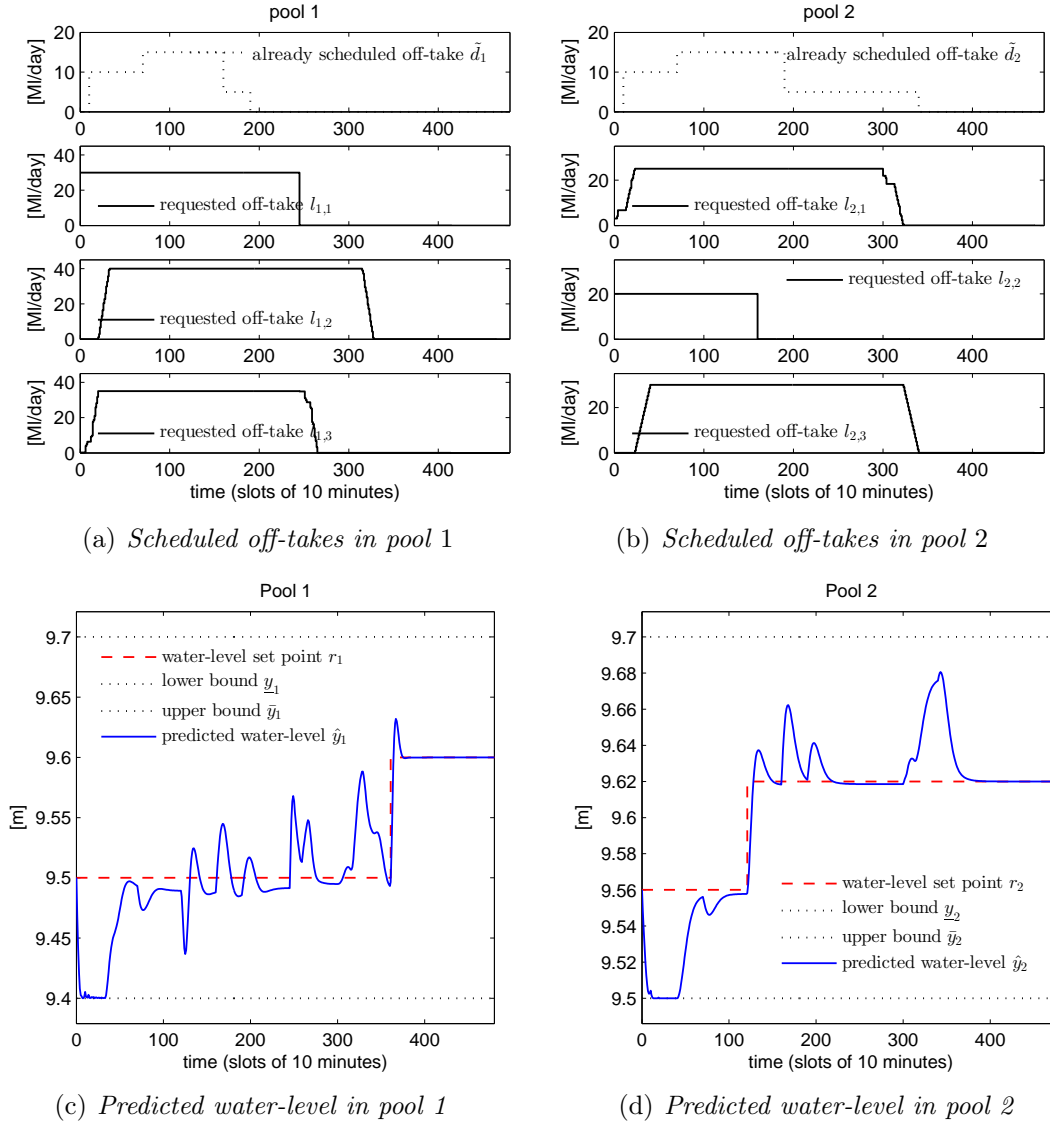 pool 1
[Ml/day]
20
10
0
already scheduled off-take d̃₁
0 100 200 300 400
[Ml/day]
40
20
0
requested off-take l₁,₁
0 100 200 300 400
[Ml/day]
40
20
0
requested off-take l₁,₂
0 100 200 300 400
[Ml/day]
40
20
0
requested off-take l₁,₃
0 100 200 300 400
time (slots of 10 minutes)
(a) Scheduled off-takes in pool 1
pool 2
[Ml/day]
20
10
0
already scheduled off-take d̃₂
0 100 200 300 400
[Ml/day]
20
0
requested off-take l₂,₁
0 100 200 300 400
[Ml/day]
20
0
requested off-take l₂,₂
0 100 200 300 400
[Ml/day]
20
0
requested off-take l₂,₃
0 100 200 300 400
time (slots of 10 minutes)
(b) Scheduled off-takes in pool 2
Pool 1
[m]
9.7
9.65
9.6
9.55
9.5
9.45
9.4
water-level set point r₁
lower bound y̲₁
upper bound ȳ₁
predicted water-level ŷ₁
0 100 200 300 400
time (slots of 10 minutes)
(c) Predicted water-level in pool 1
Pool 2
[m]
9.7
9.68
9.66
9.64
9.62
9.6
9.58
9.56
9.54
9.52
9.5
water-level set point r₂
lower bound y̲₂
upper bound ȳ₂
predicted water-level ŷ₂
0 100 200 300 400
time (slots of 10 minutes)
(d) Predicted water-level in pool 2